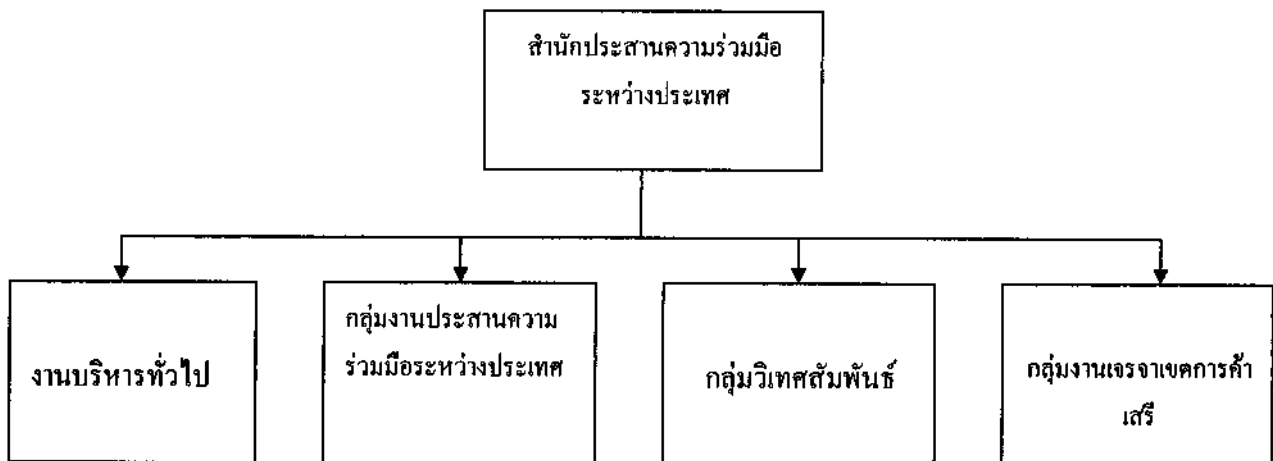 สำนักประสานความร่วมมือ
ระหว่างประเทศ
งานบริหารทั่วไป
กลุ่มงานประสานความ
ร่วมมือระหว่างประเทศ
กลุ่มวิเทศสัมพันธ์
กลุ่มงานเจรจาเขตการค้า
เสรี